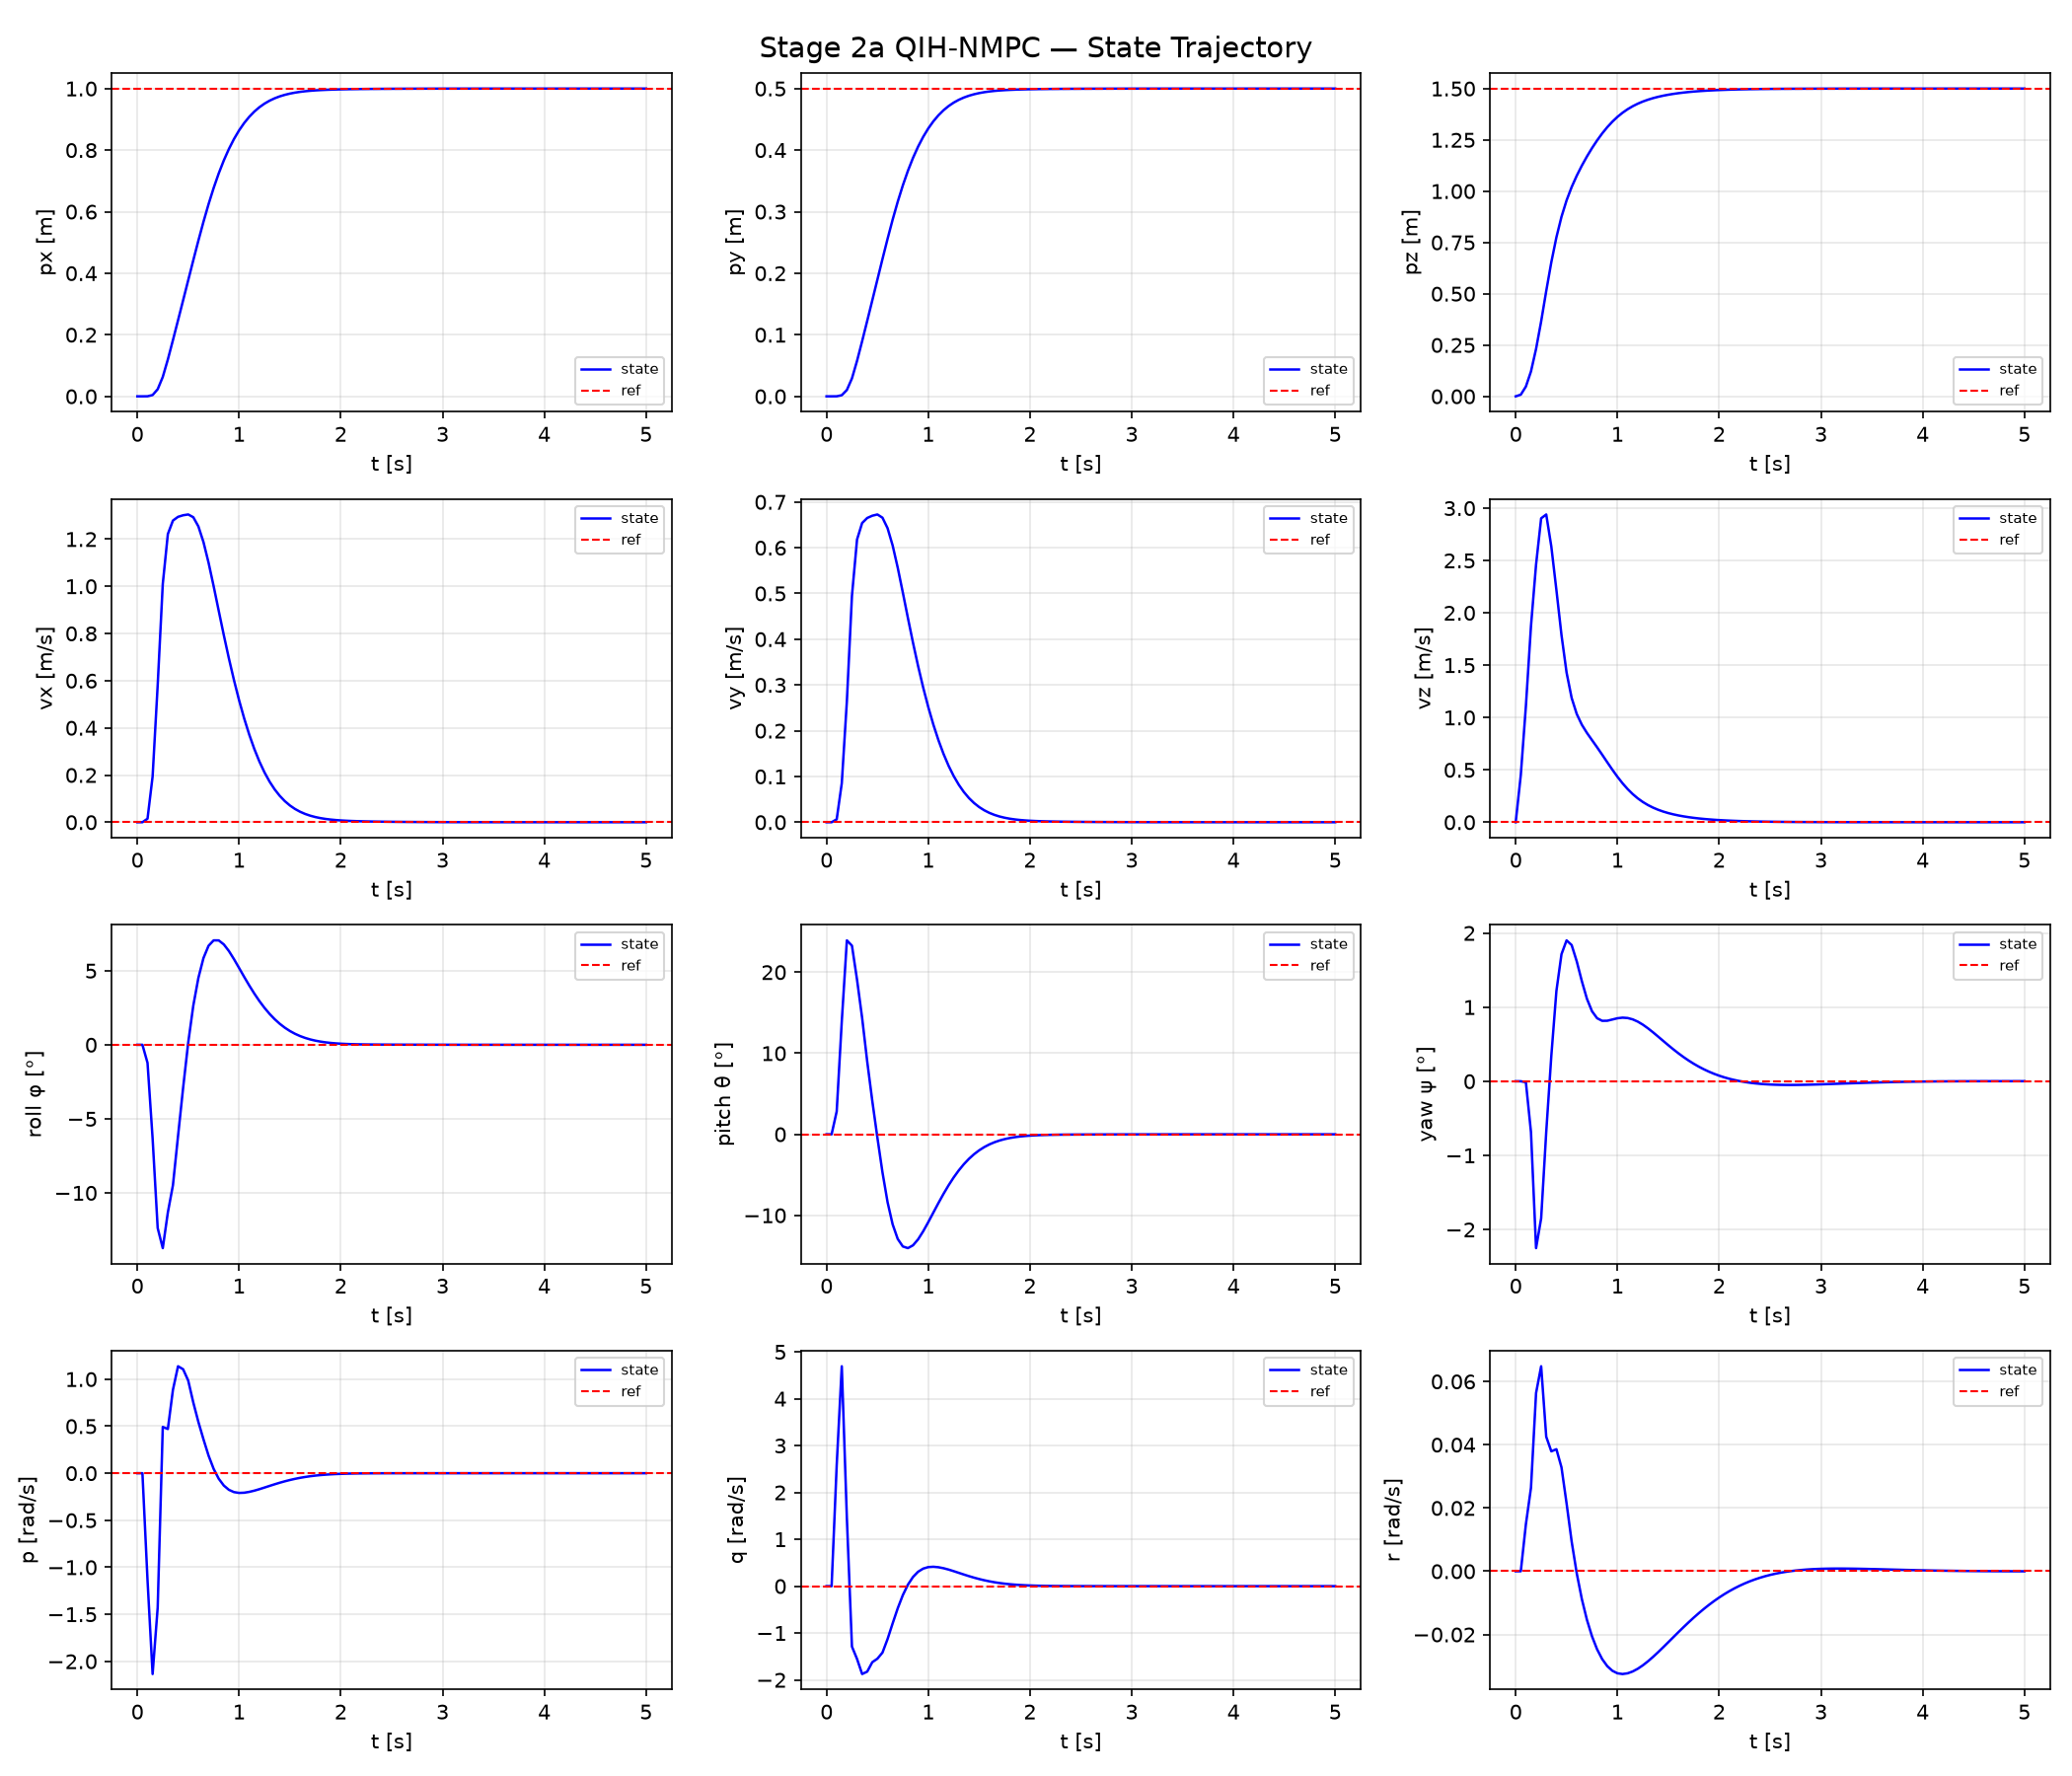 Stage 2a QIH-NMPC — State Trajectory
px [m]
1.0
0.8
0.6
0.4
0.2
0.0
state
ref
0 1 2 3 4 5
t [s]
py [m]
0.5
0.4
0.3
0.2
0.1
0.0
state
ref
0 1 2 3 4 5
t [s]
pz [m]
1.50
1.25
1.00
0.75
0.50
0.25
0.00
state
ref
0 1 2 3 4 5
t [s]
vx [m/s]
1.2
1.0
0.8
0.6
0.4
0.2
0.0
state
ref
0 1 2 3 4 5
t [s]
vy [m/s]
0.7
0.6
0.5
0.4
0.3
0.2
0.1
0.0
state
ref
0 1 2 3 4 5
t [s]
vz [m/s]
3.0
2.5
2.0
1.5
1.0
0.5
0.0
state
ref
0 1 2 3 4 5
t [s]
roll φ [°]
5
0
−5
−10
state
ref
0 1 2 3 4 5
t [s]
pitch θ [°]
20
10
0
−10
state
ref
0 1 2 3 4 5
t [s]
yaw ψ [°]
2
1
0
−1
−2
state
ref
0 1 2 3 4 5
t [s]
p [rad/s]
1.0
0.5
0.0
−0.5
−1.0
−1.5
−2.0
state
ref
0 1 2 3 4 5
t [s]
q [rad/s]
5
4
3
2
1
0
−1
−2
state
ref
0 1 2 3 4 5
t [s]
r [rad/s]
0.06
0.04
0.02
0.00
−0.02
state
ref
0 1 2 3 4 5
t [s]